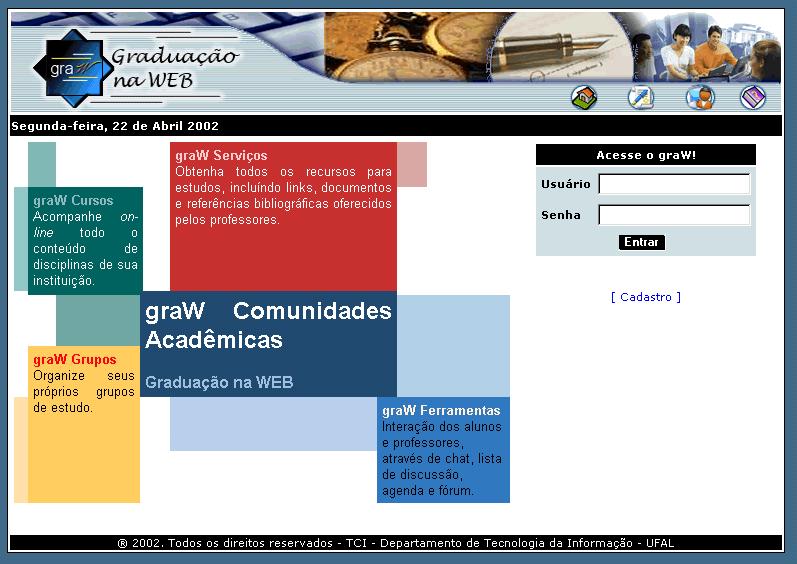 graW
Graduação
na WEB
Segunda-feira, 22 de Abril 2002
graW Serviços
Obtenha todos os recursos para
estudos, incluíndo links, documentos
e referências bibliográficas oferecidos
pelos professores.
graW Cursos
Acompanhe on-
line todo o
conteúdo de
disciplinas de sua
instituição.
graW Comunidades
Acadêmicas
Graduação na WEB
graW Grupos
Organize seus
próprios grupos
de estudo.
graW Ferramentas
Interação dos alunos
e professores,
através de chat, lista
de discussão,
agenda e fórum.
Acesse o graW!
Usuário
Senha
Entrar
[ Cadastro ]
® 2002. Todos os direitos reservados - TCI - Departamento de Tecnologia da Informação - UFAL